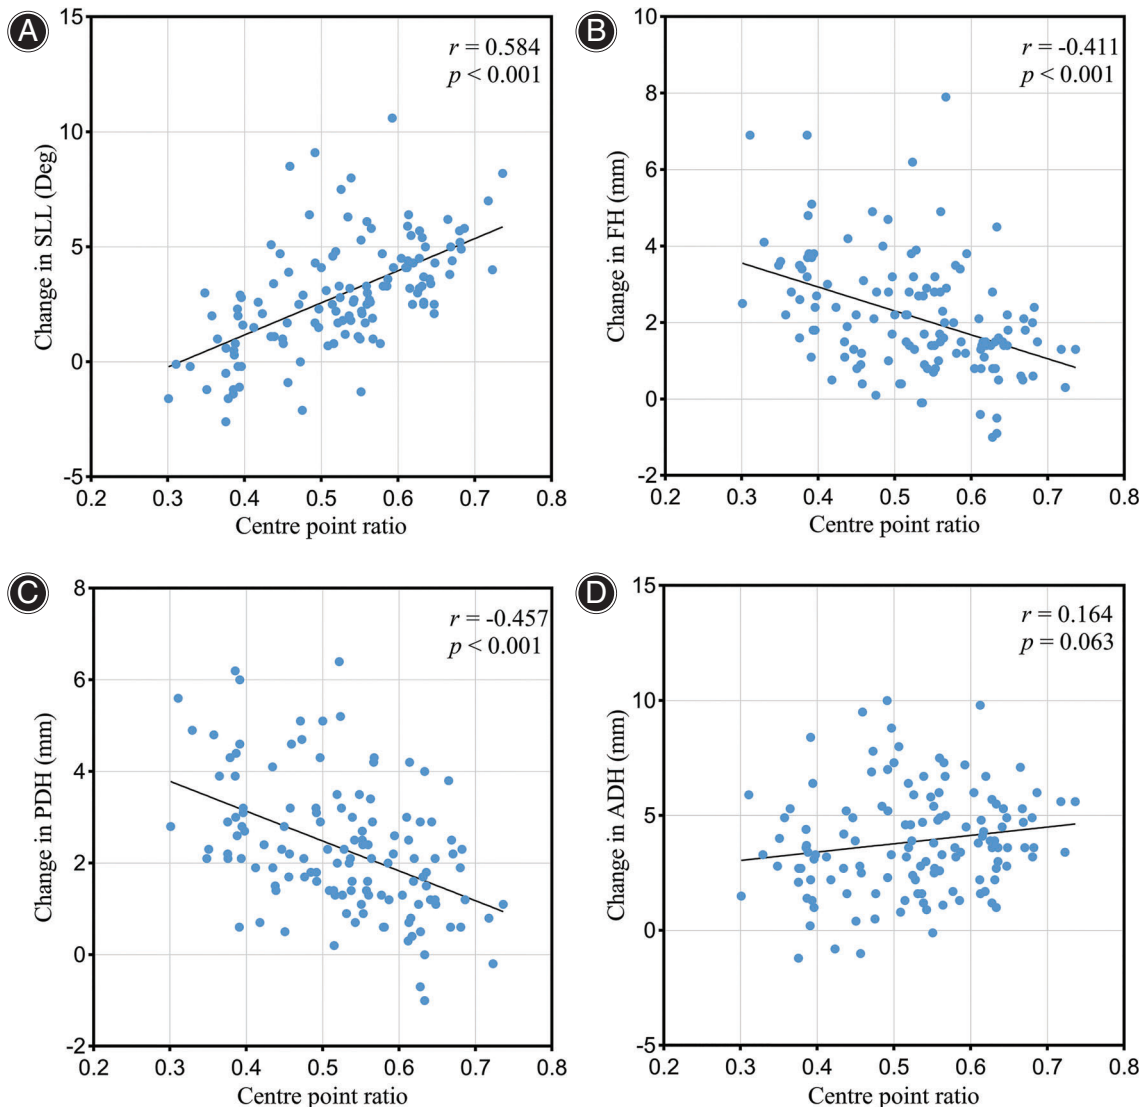 A
15
10
5
0
-5
Change in SLL (Deg)
r = 0.584
p < 0.001
0.2 0.3 0.4 0.5 0.6 0.7 0.8
Centre point ratio
B
10
8
6
4
2
0
-2
Change in FH (mm)
r = -0.411
p < 0.001
0.2 0.3 0.4 0.5 0.6 0.7 0.8
Centre point ratio
C
8
6
4
2
0
-2
Change in PDH (mm)
r = -0.457
p < 0.001
0.2 0.3 0.4 0.5 0.6 0.7 0.8
Centre point ratio
D
15
10
5
0
-5
Change in ADH (mm)
r = 0.164
p = 0.063
0.2 0.3 0.4 0.5 0.6 0.7 0.8
Centre point ratio